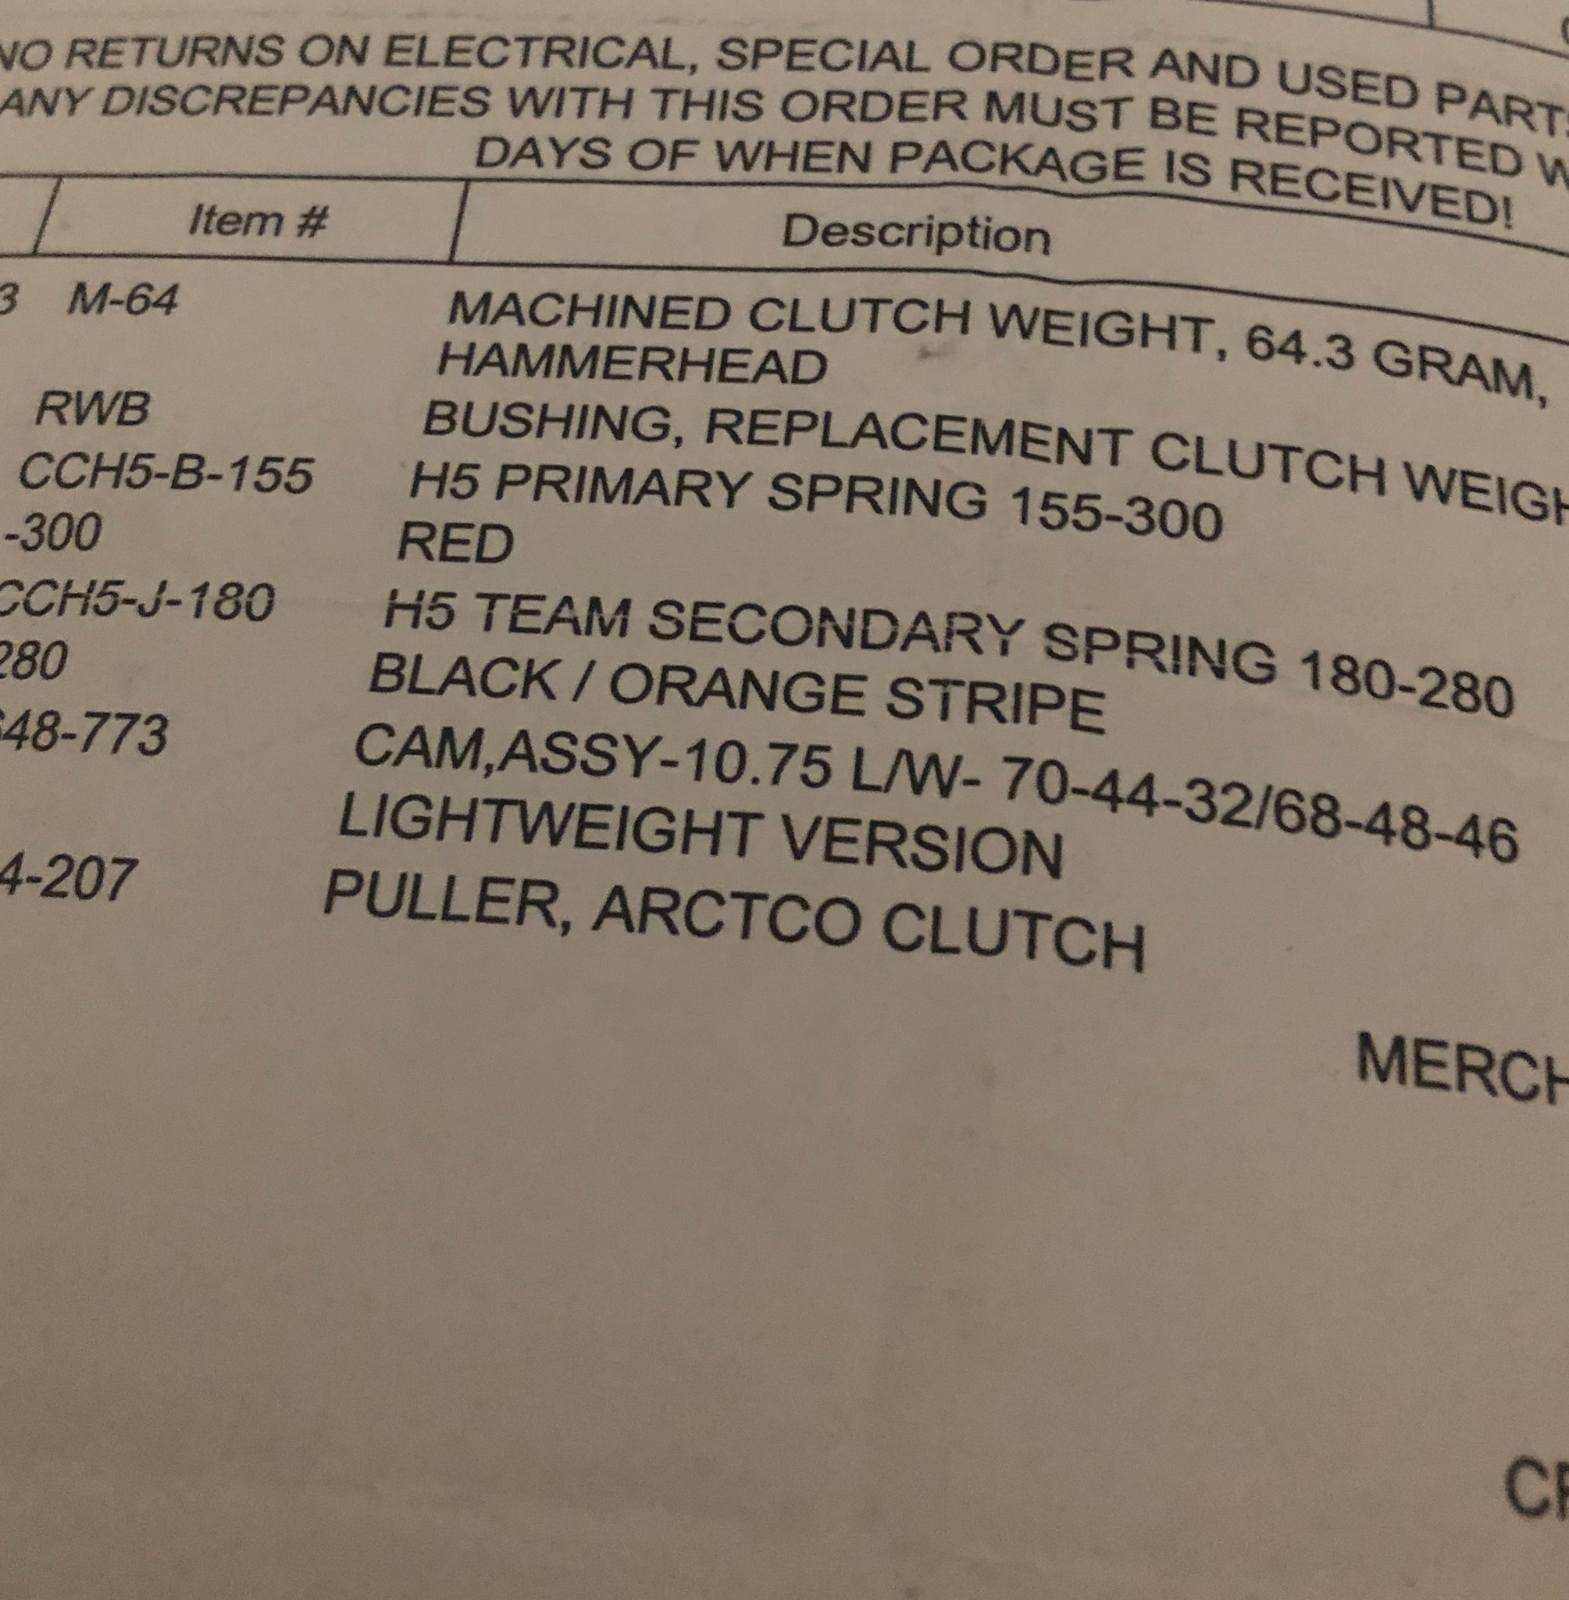 NO RETURNS ON ELECTRICAL, SPECIAL ORDER AND USED
ANY DISCREPANCIES WITH THIS ORDER MUST BE REPORTED
DAYS OF WHEN PACKAGE IS RECEIVED!
Item # Description
3 M-64 MACHINED CLUTCH WEIGHT, 64.3 GRAM,
HAMMERHEAD
RWB BUSHING, REPLACEMENT CLUTCH
CCH5-B-155 H5 PRIMARY SPRING 155-300
-300 RED
CCH5-J-180 H5 TEAM SECONDARY SPRING 180-280
280 BLACK / ORANGE STRIPE
48-773 CAM,ASSY-10.75 L/W- 70-44-32/68-48-46
LIGHTWEIGHT VERSION
4-207 PULLER, ARCTCO CLUTCH